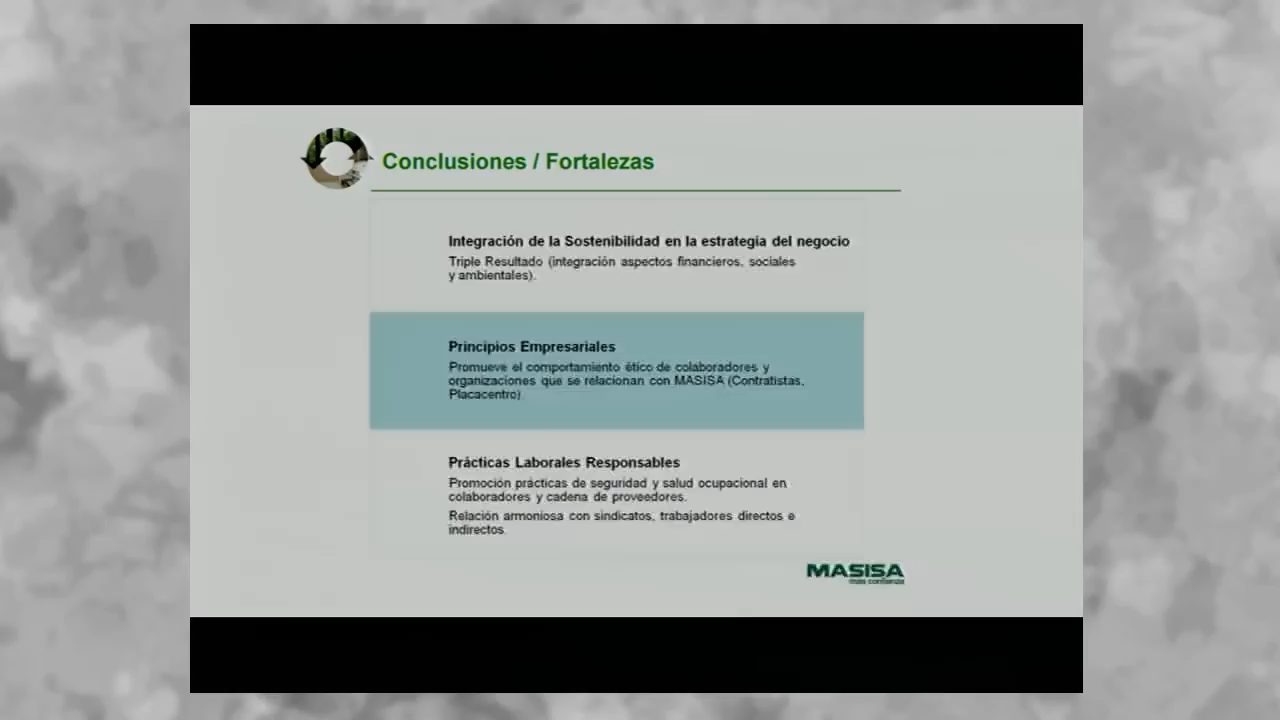 Conclusiones / Fortalezas
Integración de la Sostenibilidad en la estrategia del negocio
Triple Resultado (integración aspectos financieros, sociales
y ambientales).
Principios Empresariales
Promueve el comportamiento ético de colaboradores y
organizaciones que se relacionan con MASISA (Contratistas,
Placacentro)
Prácticas Laborales Responsables
Promoción prácticas de seguridad y salud ocupacional en
colaboradores y cadena de proveedores.
Relación armoniosa con sindicatos, trabajadores directos e
indirectos.
MASISA
más confianza